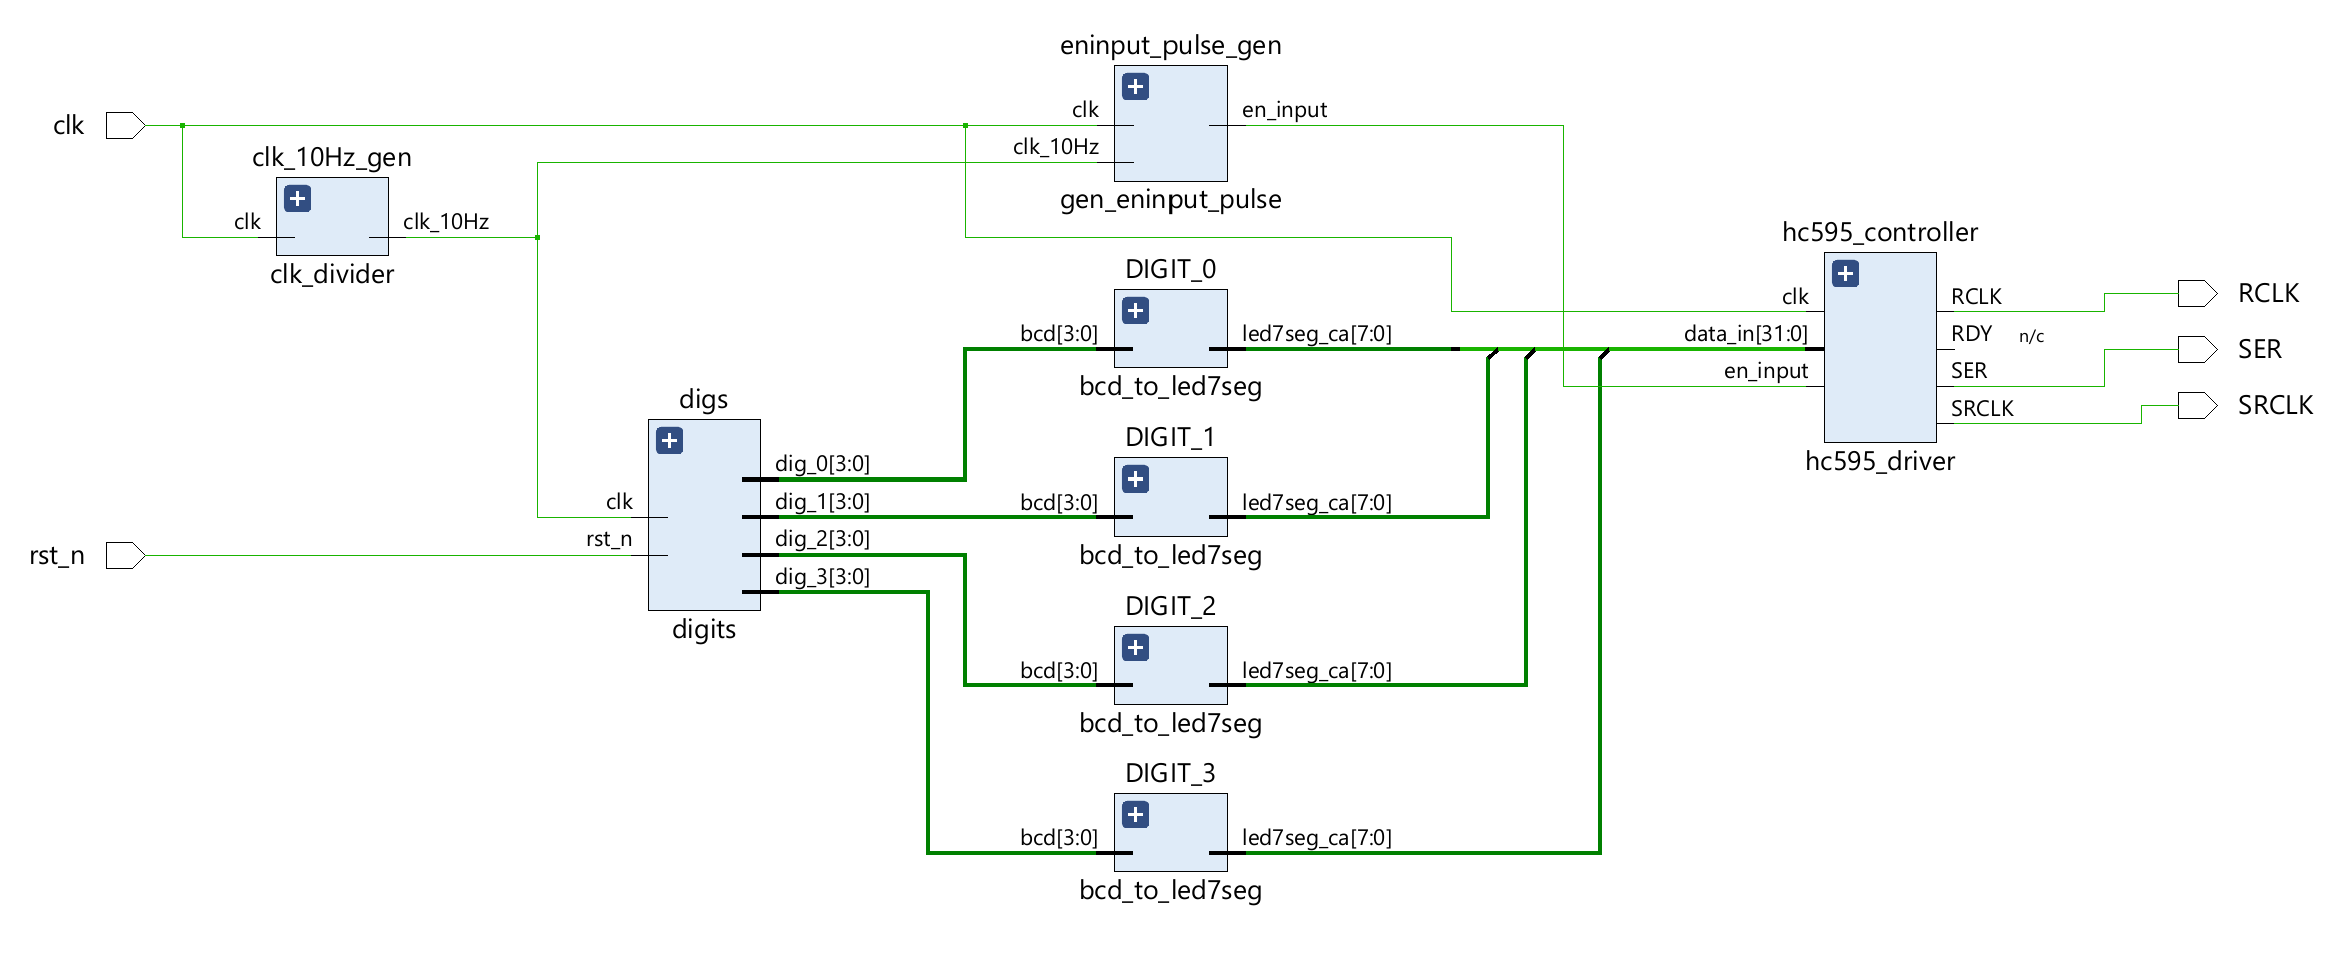 eninput_pulse_gen
clk
clk
en_input
clk_10Hz
gen_eninput_pulse
clk_10Hz_gen
clk
clk_10Hz
clk_divider
hc595_controller
clk
RCLK
RCLK
data_in[31:0]
RDY
n/c
SER
en_input
SER
SRCLK
SRCLK
hc595_driver
DIGIT_0
bcd[3:0]
led7seg_ca[7:0]
bcd_to_led7seg
digs
dig_0[3:0]
clk
dig_1[3:0]
rst_n
rst_n
dig_2[3:0]
dig_3[3:0]
digits
DIGIT_1
bcd[3:0]
led7seg_ca[7:0]
bcd_to_led7seg
DIGIT_2
bcd[3:0]
led7seg_ca[7:0]
bcd_to_led7seg
DIGIT_3
bcd[3:0]
led7seg_ca[7:0]
bcd_to_led7seg